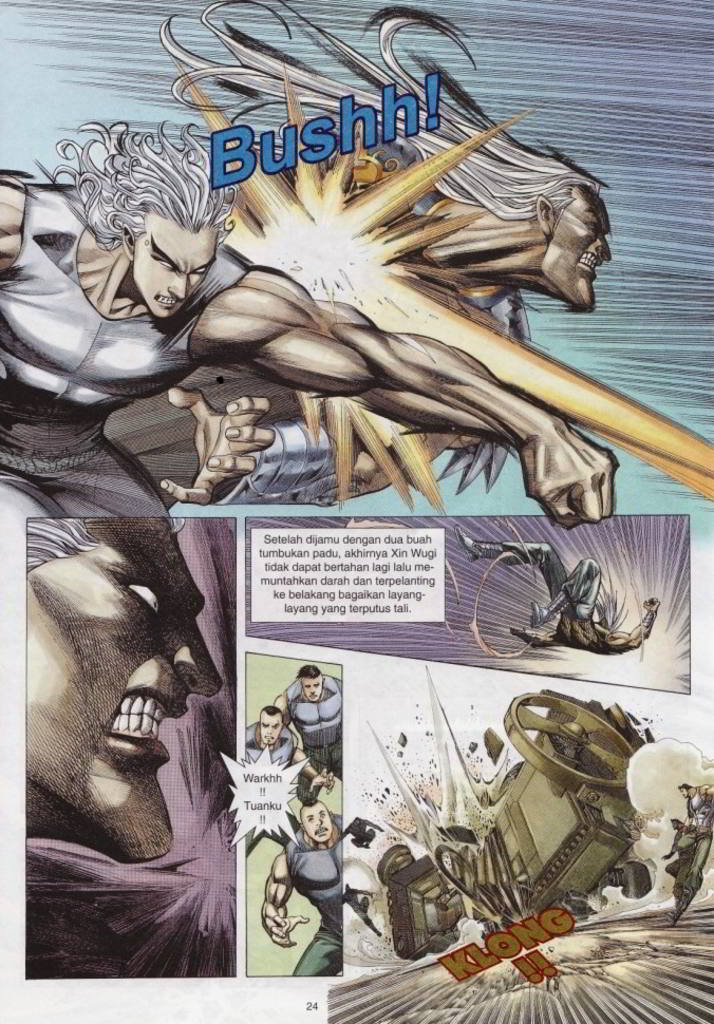 Bushh!
Setelah dijamu dengan dua buah
tumbukan padu, akhirnya Xin Wugi
tidak dapat bertahan lagi lalu me-
muntahkan darah dan terpelanting
ke belakang bagaikan layang-
layang yang terputus tali.
Warkhh
!!
Tuanku
!!
KLONG
!!!
24